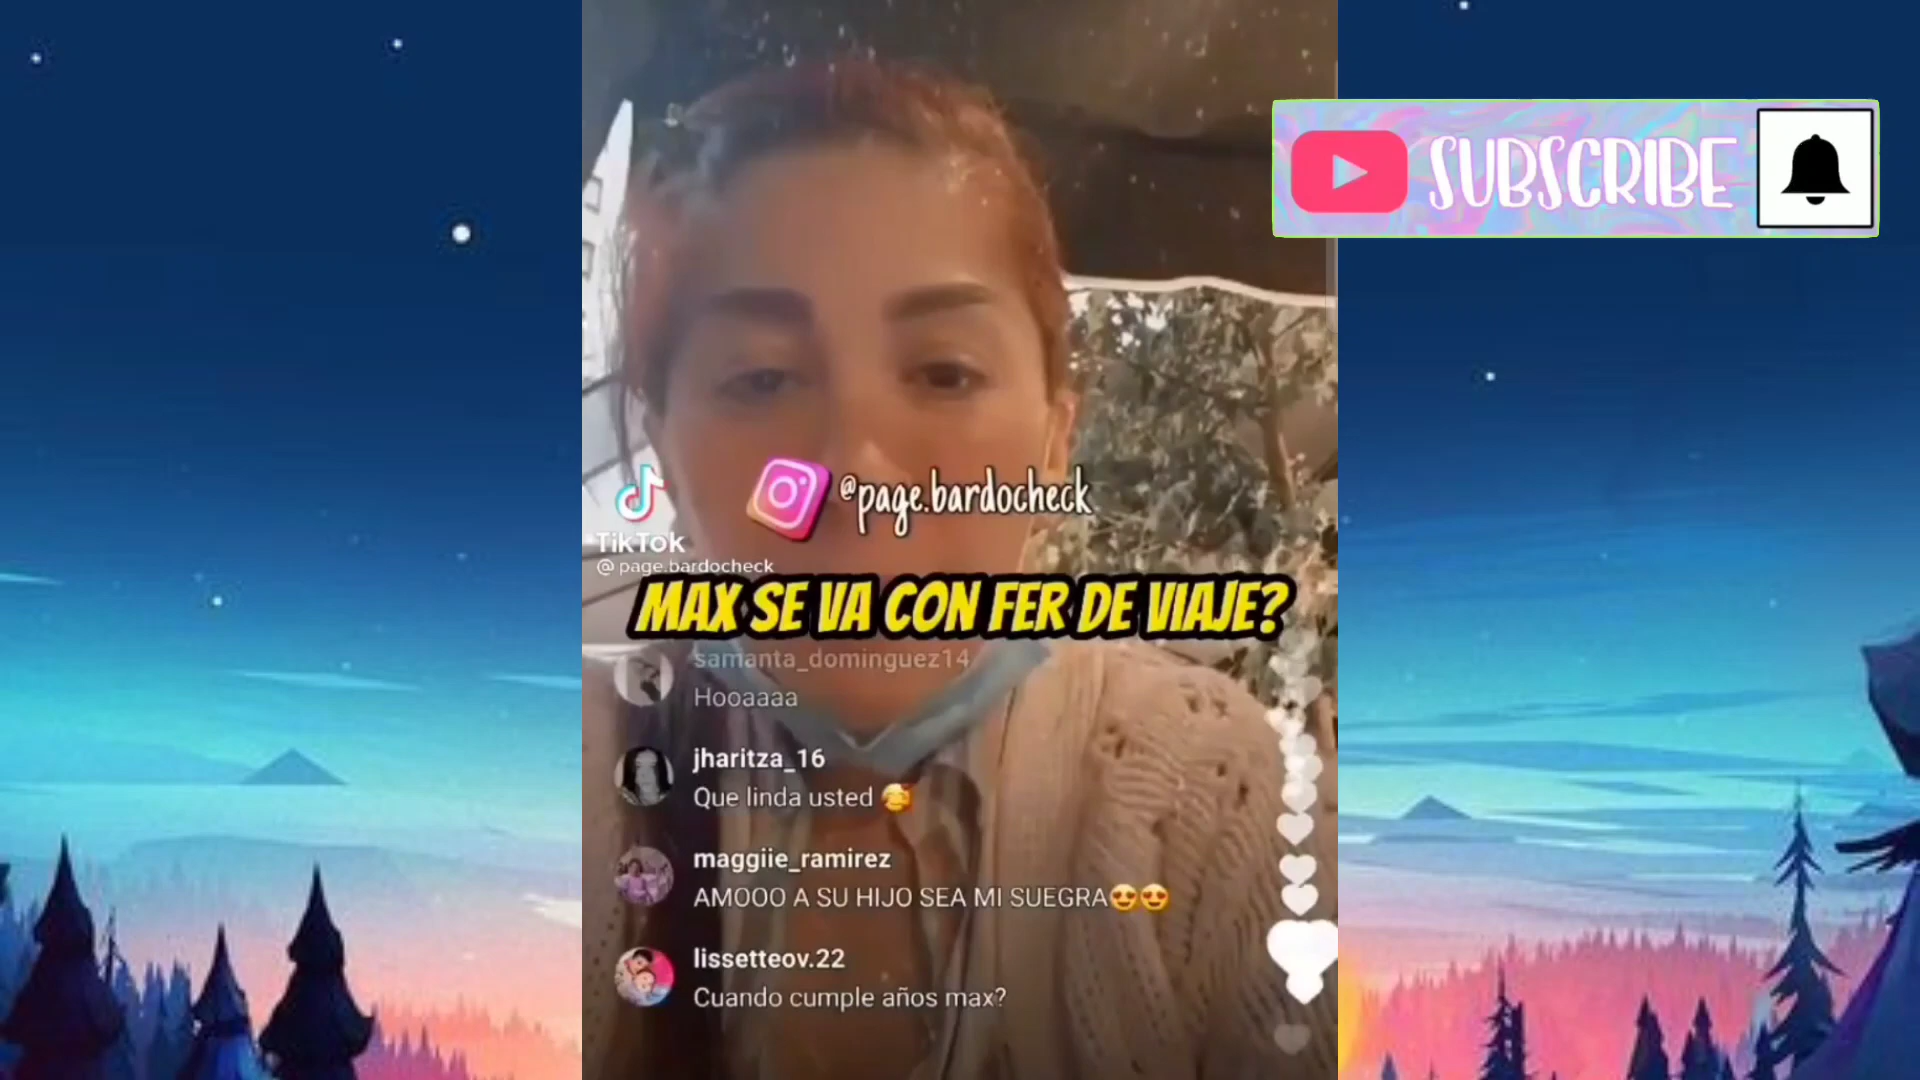 SUBSCRIBE
@page.bardocheck
TikTok
@ page.bardocheck
MAX SE VA CON FER DE VIAJE?
samanta_dominguez14
Hooaaaa
jharitza_16
Que linda usted 🥰
maggiie_ramirez
AMOOO A SU HIJO SEA MI SUEGRA😍😍
lissetteov.22
Cuando cumple años max?